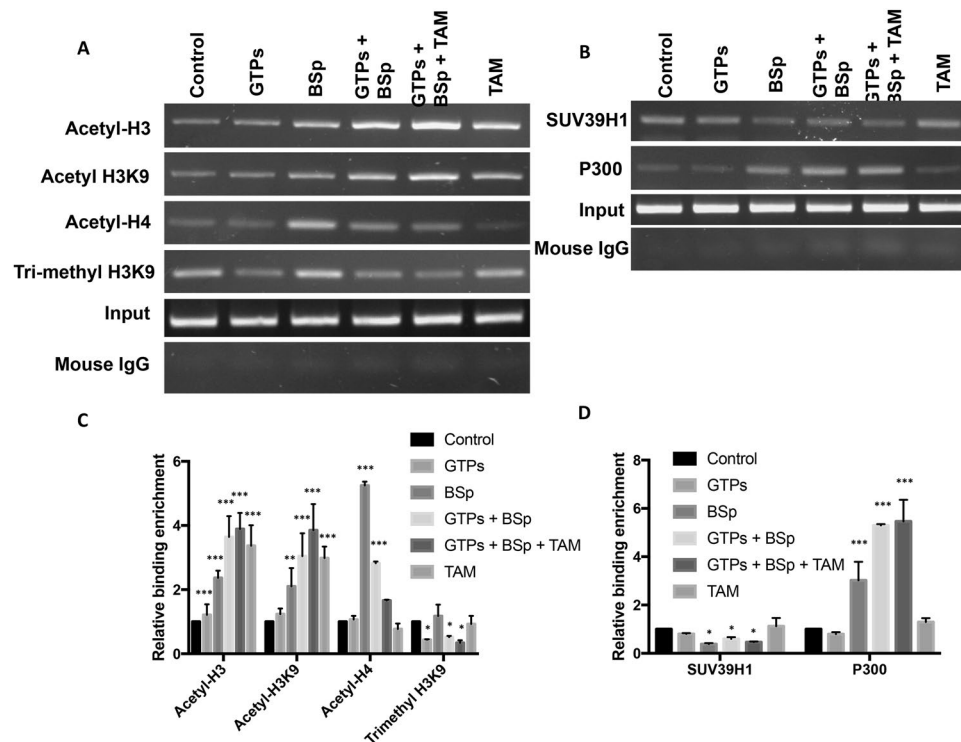 A
Control
GTPs
BSp
GTPs +
BSp
GTPs +
BSp + TAM
TAM
Acetyl-H3
Acetyl H3K9
Acetyl-H4
Tri-methyl H3K9
Input
Mouse IgG
B
Control
GTPs
BSp
GTPs +
BSp
GTPs +
BSp + TAM
TAM
SUV39H1
P300
Input
Mouse IgG
C
Relative binding enrichment
6
4
2
0
***
***
***
***
***
**
***
***
***
***
*
*
*
Control
GTPs
BSp
GTPs + BSp
GTPs + BSp + TAM
TAM
Acetyl-H3
Acetyl-H3K9
Acetyl-H4
Trimethyl H3K9
D
Relative binding enrichment
8
6
4
2
0
*
*
*
***
***
***
Control
GTPs
BSp
GTPs + BSp
GTPs + BSp + TAM
TAM
SUV39H1
P300